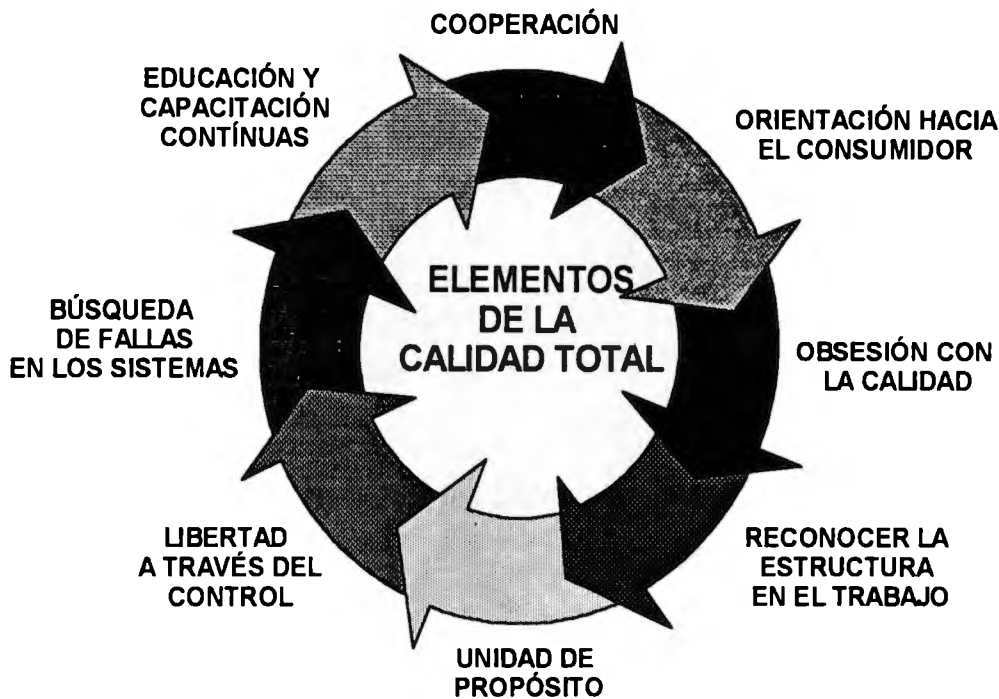 COOPERACIÓN
EDUCACIÓN Y
CAPACITACIÓN
CONTÍNUAS
ORIENTACIÓN HACIA
EL CONSUMIDOR
ELEMENTOS
DE LA
CALIDAD TOTAL
BÚSQUEDA
DE FALLAS
EN LOS SISTEMAS
OBSESIÓN CON
LA CALIDAD
LIBERTAD
A TRAVÉS DEL
CONTROL
RECONOCER LA
ESTRUCTURA
EN EL TRABAJO
UNIDAD DE
PROPÓSITO